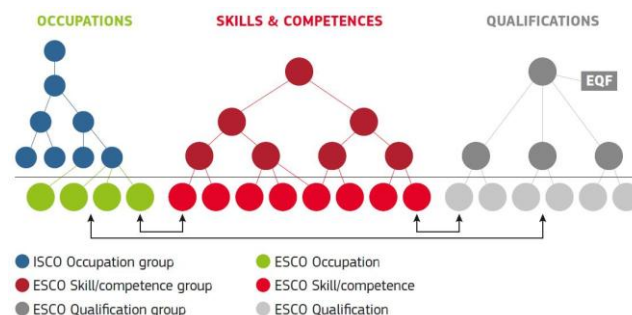 OCCUPATIONS
SKILLS & COMPETENCES
QUALIFICATIONS
EQF
ISCO Occupation group
ESCO Occupation
ESCO Skill/competence group
ESCO Skill/competence
ESCO Qualification group
ESCO Qualification